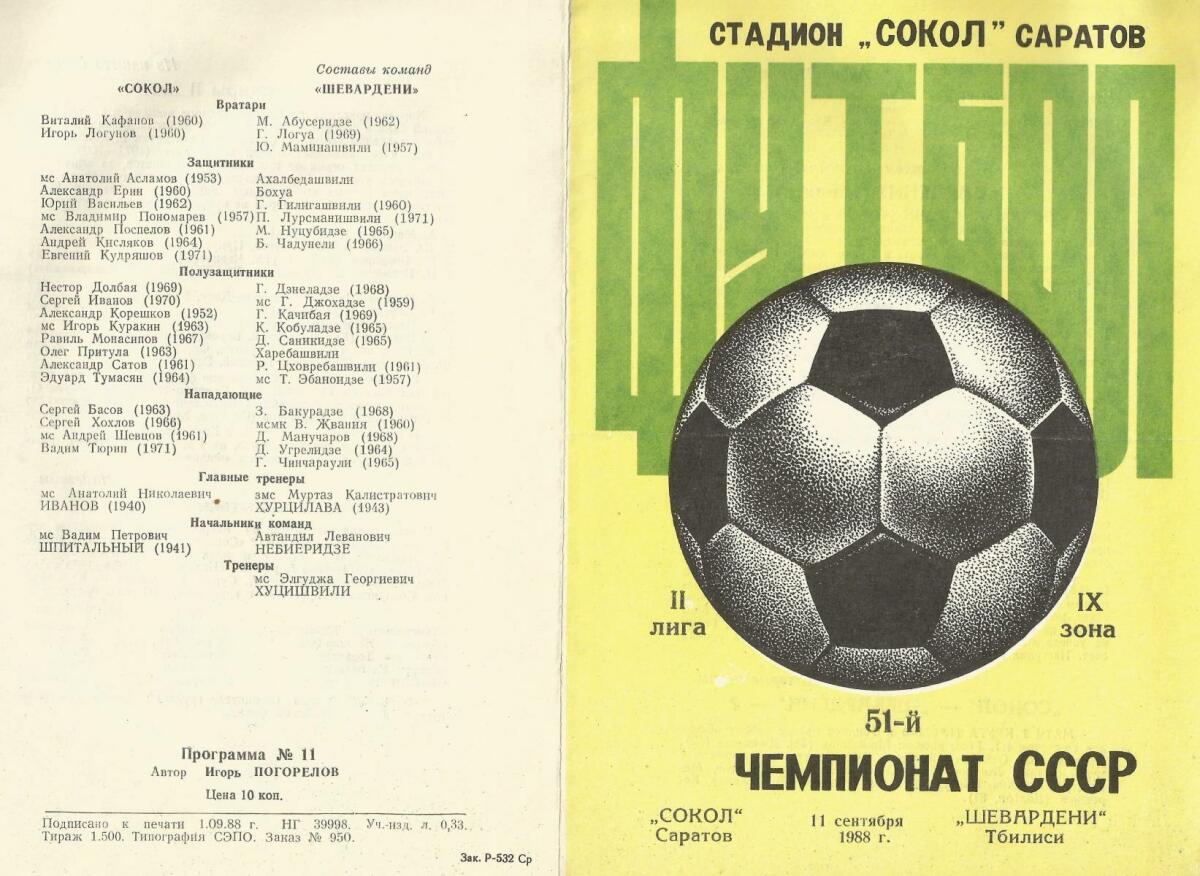 Составы команд
«СОКОЛ» «ШЕВАРДЕНИ»
Вратари
Виталий Кафанов (1960) М. Абусеридзе (1962)
Игорь Логунов (1960) Г. Логуа (1969)
Ю. Маминашвили (1957)
Защитники
мс Анатолий Асламов (1953) Ахалбедашвили
Александр Ерин (1960) Бохуа
Юрий Васильев (1962) Г. Гилигашвили (1960)
мс Владимир Пономарев (1957) П. Лурсманишвили (1971)
Александр Поспелов (1961) М. Нуцубидзе (1965)
Андрей Кисляков (1964) Б. Чадунели (1966)
Евгений Кудряшов (1971)
Полузащитники
Нестор Долбая (1969) Г. Дзнеладзе (1968)
Сергей Иванов (1970) мс Г. Джохадзе (1959)
Александр Корешков (1952) Г. Качибая (1969)
мс Игорь Куракин (1963) К. Кобуладзе (1965)
Равиль Монасипов (1967) Д. Саникидзе (1965)
Олег Притула (1963) Харебашвили
Александр Сатов (1961) Р. Цховребашвили (1961)
Эдуард Тумасян (1964) мс Т. Эбаноидзе (1957)
Нападающие
Сергей Басов (1963) З. Бакурадзе (1968)
Сергей Хохлов (1966) мсмк В. Жвания (1960)
мс Андрей Шевцов (1961) Д. Манучаров (1968)
Вадим Тюрин (1971) Д. Угрелидзе (1964)
Г. Чинчараули (1965)
Главные тренеры
мс Анатолий Николаевич змс Муртаз Калистратович
ИВАНОВ (1940) ХУРЦИЛАВА (1943)
Начальники команд
мс Вадим Петрович Автандил Леванович
ШПИТАЛЬНЫЙ (1941) НЕБИЕРИДЗЕ
Тренеры
мс Элгуджа Георгиевич
ХУЦИШВИЛИ
Программа № 11
Автор Игорь ПОГОРЕЛОВ
Цена 10 коп.
Подписано к печати 1.09.88 г. НГ 39998. Уч.-изд. л. 0,33.
Тираж 1.500. Типография СЭПО. Заказ № 950.
Зак. Р-532 Ср
СТАДИОН „СОКОЛ" САРАТОВ
ФУТБОЛ
II
лига
IX
зона
51-й
ЧЕМПИОНАТ СССР
„СОКОЛ" 11 сентября „ШЕВАРДЕНИ"
Саратов 1988 г. Тбилиси